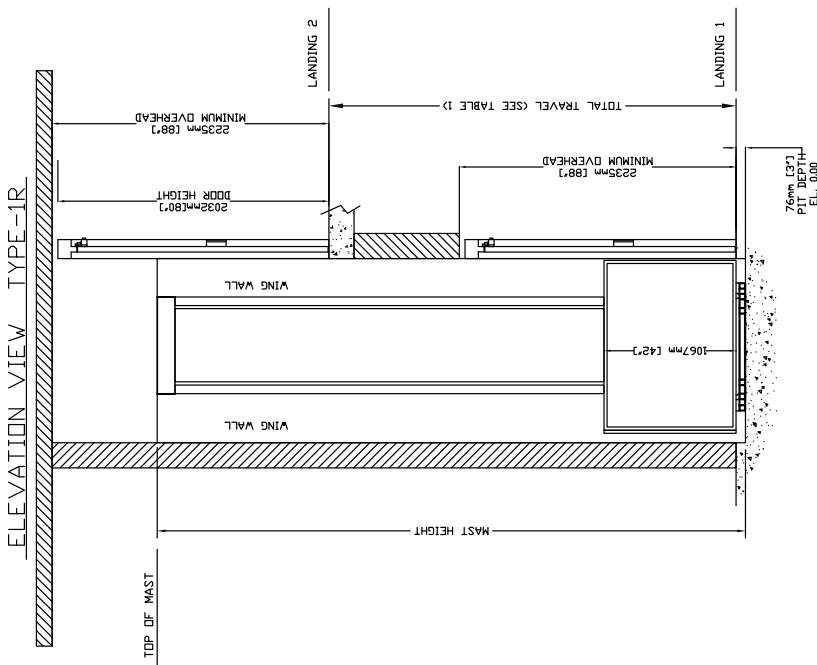 ELEVATION VIEW TYPE-1R
TOP OF MAST
MAST HEIGHT
WING WALL
WING WALL
1067mm [42"]
2032mm[80"]
DOOR HEIGHT
2235mm [88"]
MINIMUM OVERHEAD
2235mm [88"]
MINIMUM OVERHEAD
TOTAL TRAVEL (SEE TABLE 1)
LANDING 2
LANDING 1
76mm [3"]
PIT DEPTH
EL. 0.00